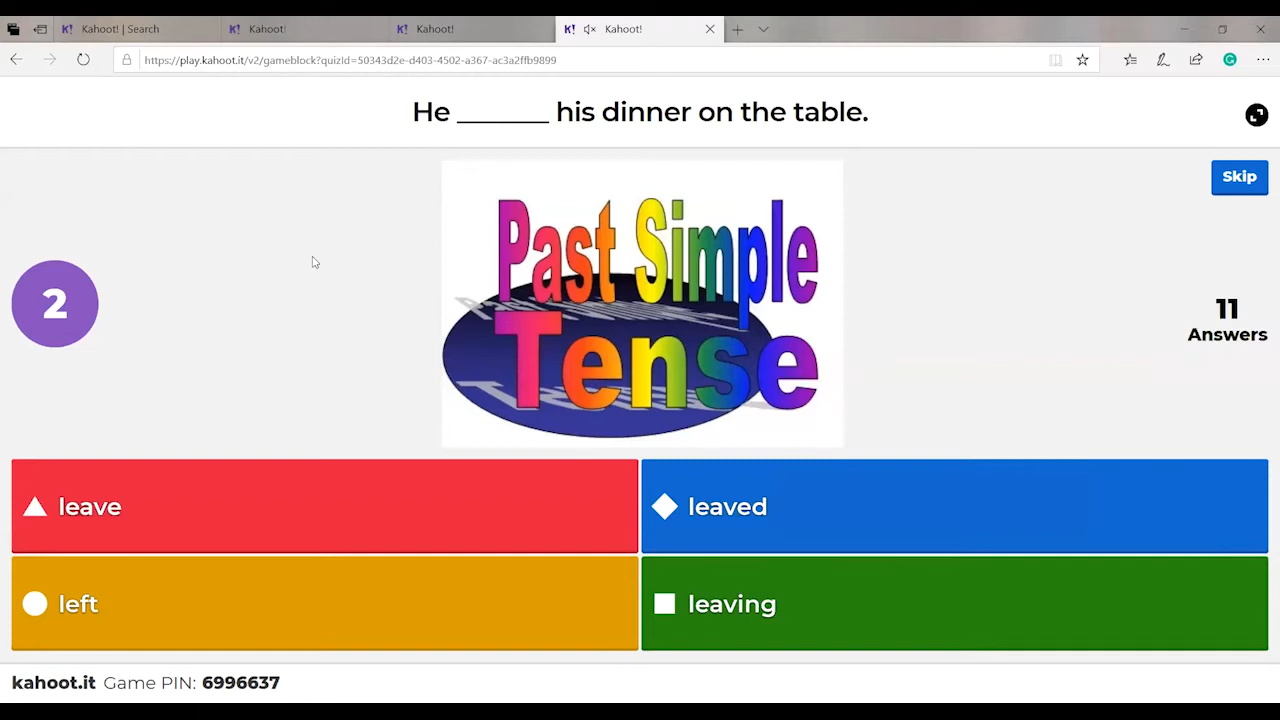 Kahoot! | Search
Kahoot!
Kahoot!
Kahoot!
https://play.kahoot.it/v2/gameblock?quizId=50343d2e-d403-4502-a367-ac3a2ffb9899
He ________ his dinner on the table.
Skip
Past Simple
Tense
2
11
Answers
leave
leaved
left
leaving
kahoot.it Game PIN: 6996637